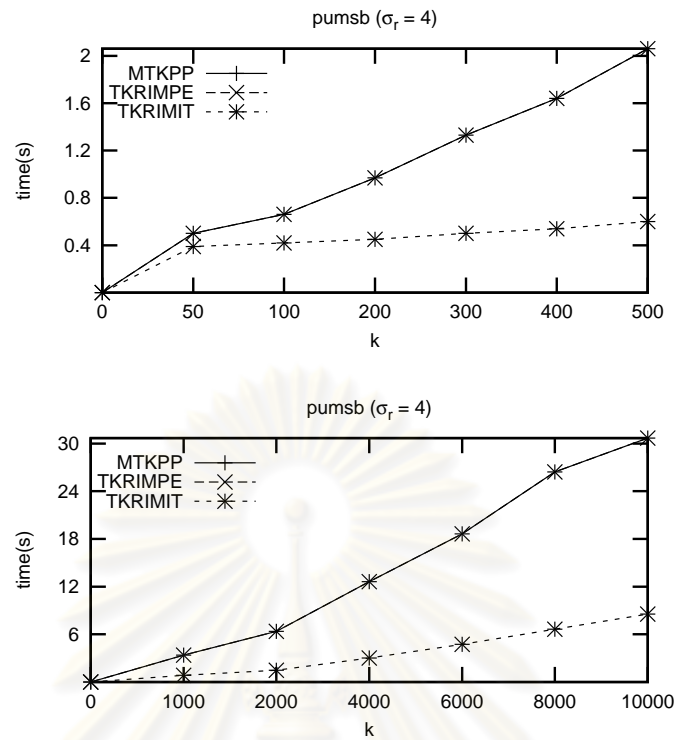 pumsb (σr = 4)
2
1.6
1.2
0.8
0.4
time(s)
MTKPP
TKRIMPE
TKRIMIT
0 50 100 200 300 400 500
k
pumsb (σr = 4)
30
24
18
12
6
time(s)
MTKPP
TKRIMPE
TKRIMIT
0 1000 2000 4000 6000 8000 10000
k